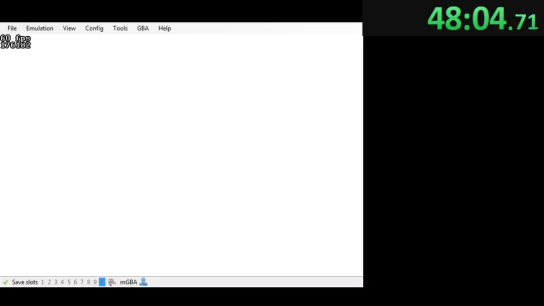 48:04.71
File Emulation View Config Tools GBA Help
60 fps
Save slots 1 2 3 4 5 6 7 8 9 mGBA